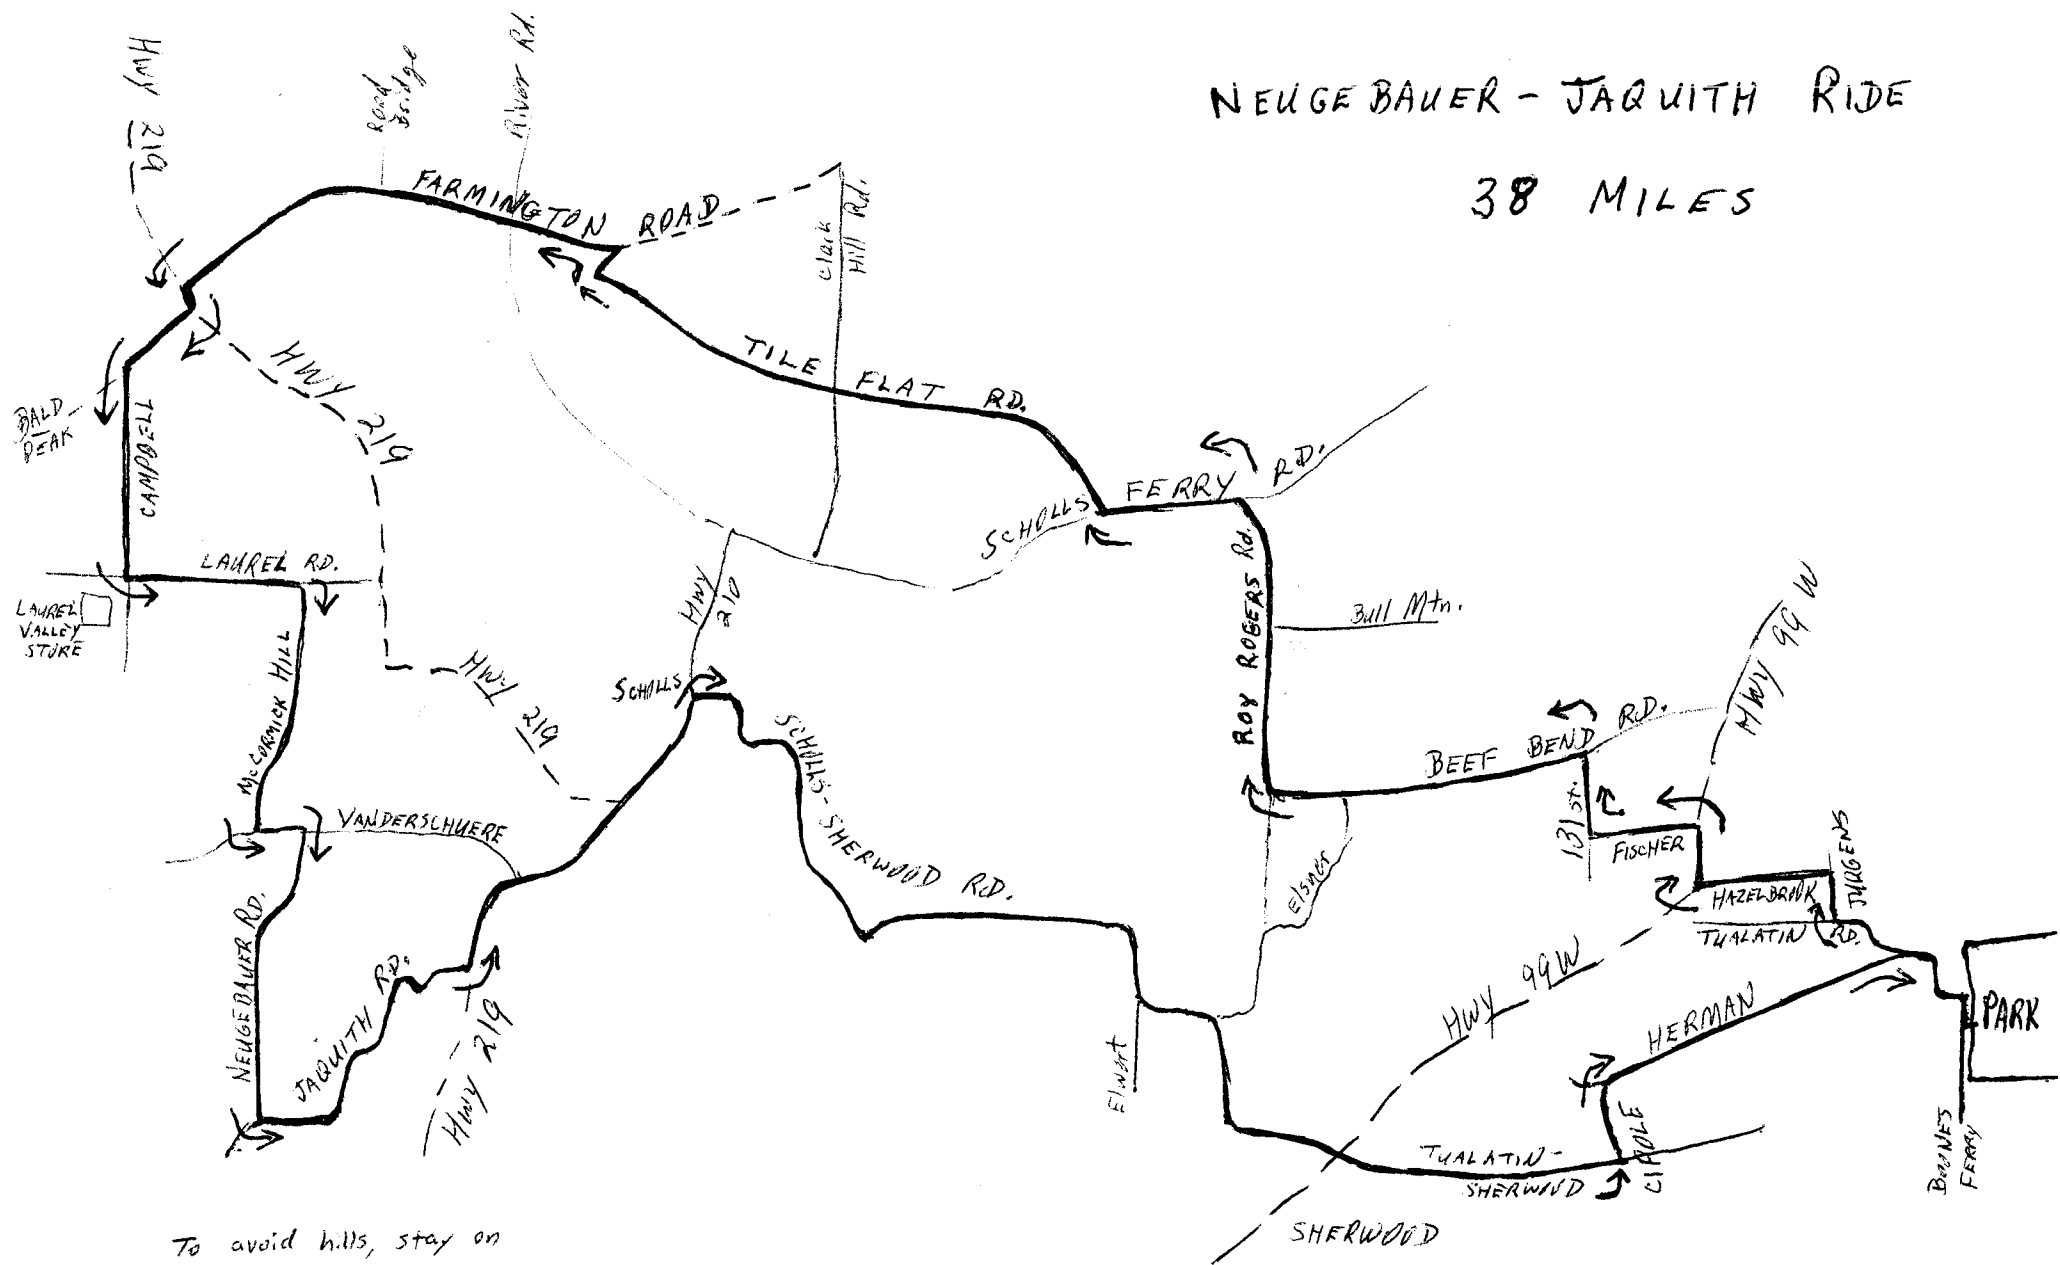 NEUGEBAUER - JAQUITH RIDE
38 MILES
HWY 219
ROOD
Bridge
River Rd.
FARMINGTON ROAD
Clark
Hill Rd.
HWY 219
TILE FLAT RD.
BALD
PEAK
CAMPBELL
SCHOLLS FERRY RD.
LAUREL RD.
LAUREL
VALLEY
STORE
HWY
210
ROY ROGERS Rd.
Bull Mtn.
HWY 99 W
McCORMICK HILL
HWY 219
SCHOLLS
SCHOLLS-SHERWOOD RD.
BEEF BEND RD.
131 st.
FISCHER
JURGENS
HAZELBROOK
TUALATIN RD.
VANDERSCHUERE
Elsner
NEUGEBAUER RD.
JAQUITH RD.
HWY 219
HWY 99W
HERMAN
PARK
Elwert
CIPOLE
TUALATIN-
SHERWOOD
BOONES
FERRY
SHERWOOD
To avoid hills, stay on